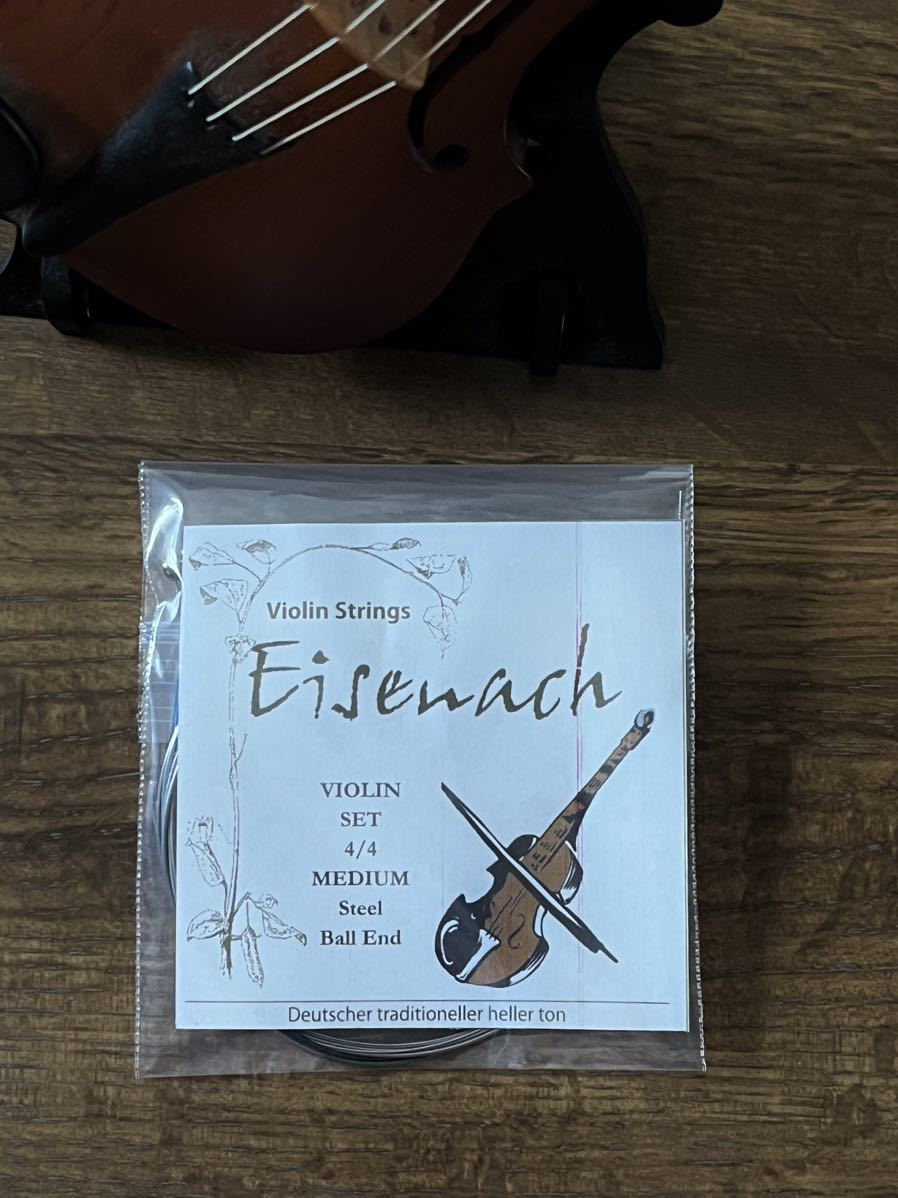 Violin Strings
Eisenach
VIOLIN
SET
4/4
MEDIUM
Steel
Ball End
Deutscher traditioneller heller ton